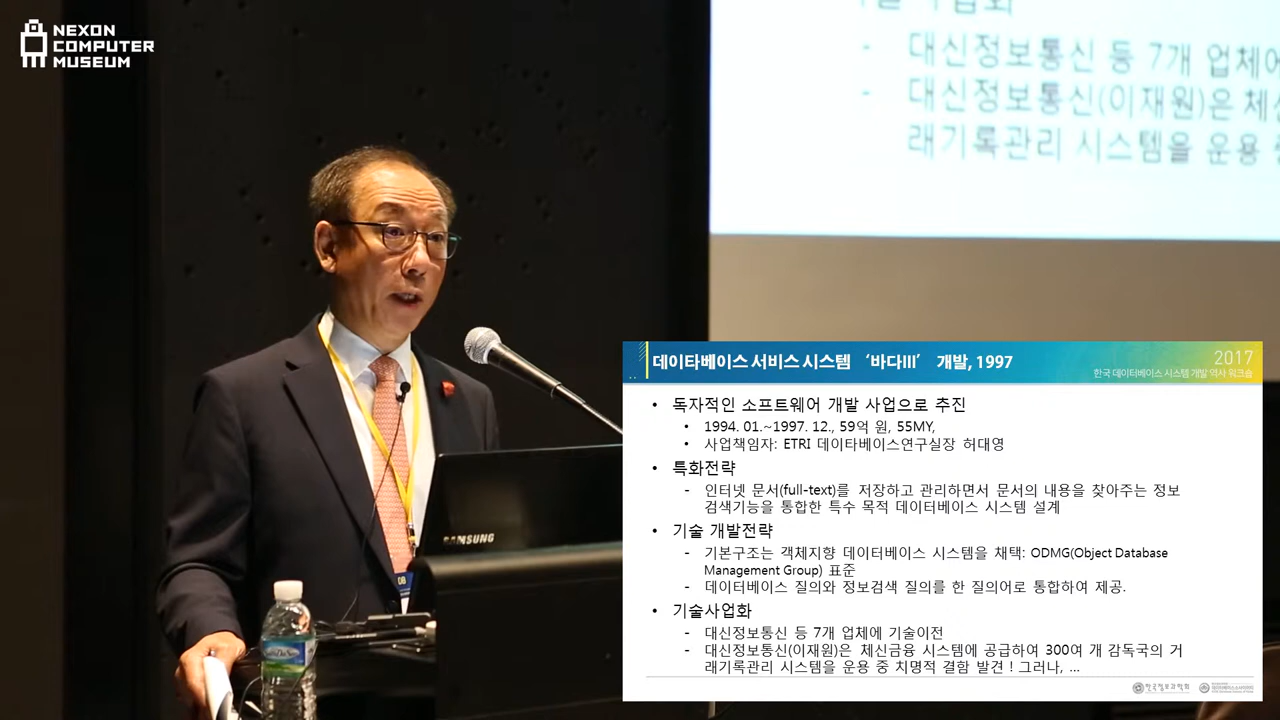 NEXON
COMPUTER
MUSEUM
대신정보통신 등 7개 업체에
대신정보통신(이재원)은 체신
래기록관리 시스템을 운용
SAMSUNG
데이타베이스 서비스 시스템 ‘바다III’ 개발, 1997
2017
한국 데이터베이스 시스템 개발 역사 워크숍
• 독자적인 소프트웨어 개발 사업으로 추진
• 1994. 01.~1997. 12., 59억 원, 55MY,
• 사업책임자: ETRI 데이타베이스연구실장 허대영
• 특화전략
- 인터넷 문서(full-text)를 저장하고 관리하면서 문서의 내용을 찾아주는 정보
검색기능을 통합한 특수 목적 데이터베이스 시스템 설계
• 기술 개발전략
- 기본구조는 객체지향 데이터베이스 시스템을 채택: ODMG(Object Database
Management Group) 표준
- 데이터베이스 질의와 정보검색 질의를 한 질의어로 통합하여 제공.
• 기술사업화
- 대신정보통신 등 7개 업체에 기술이전
- 대신정보통신(이재원)은 체신금융 시스템에 공급하여 300여 개 감독국의 거
래기록관리 시스템을 운용 중 치명적 결함 발견 ! 그러나, ...
한국정보과학회